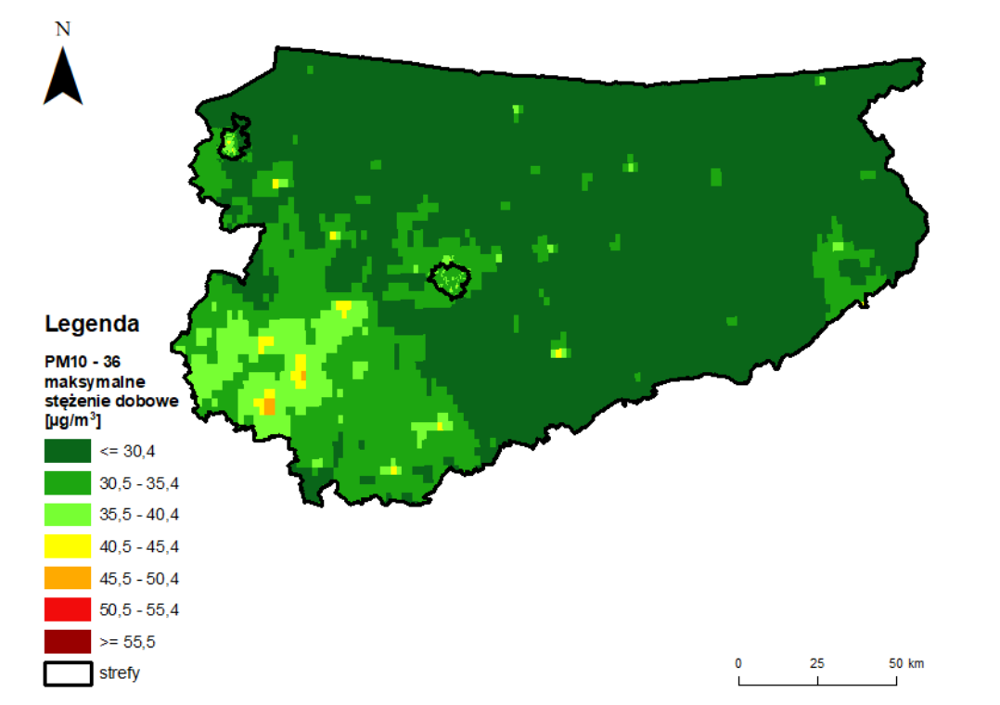 N
Legenda
PM10 - 36
maksymalne
stężenie dobowe
[µg/m³]
<= 30,4
30,5 - 35,4
35,5 - 40,4
40,5 - 45,4
45,5 - 50,4
50,5 - 55,4
>= 55,5
strefy
0 25 50 km